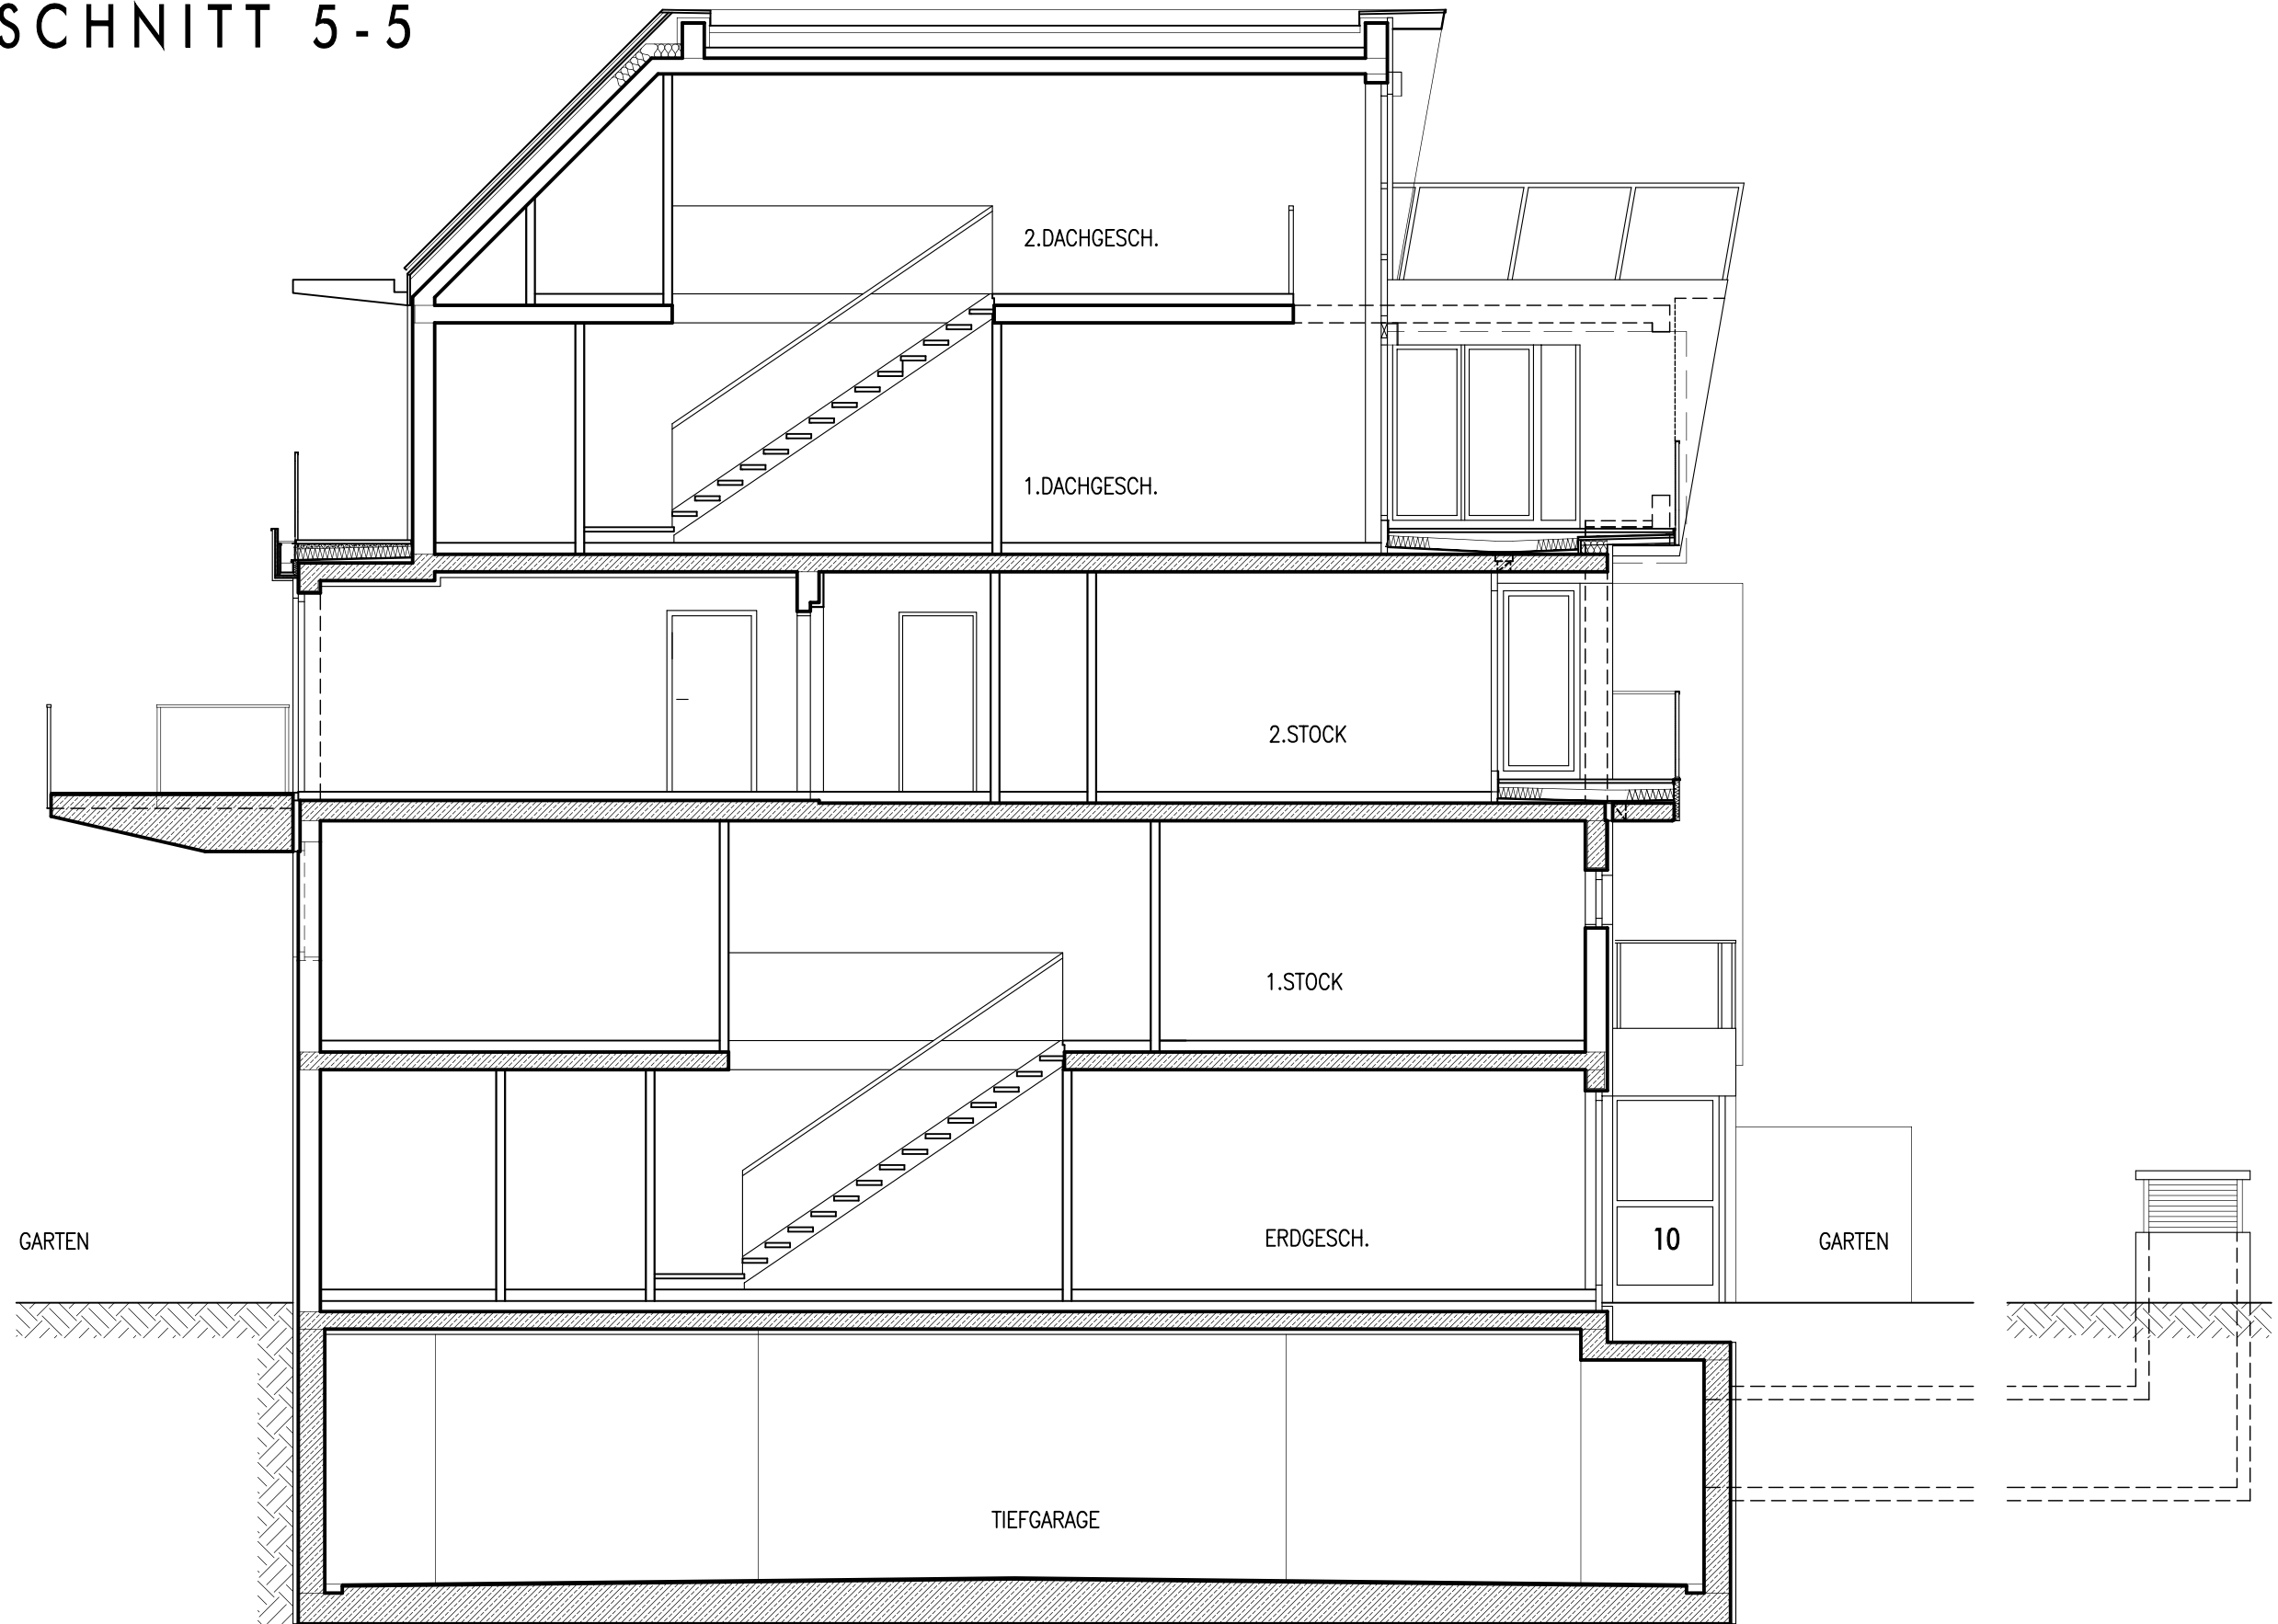 SCHNITT 5-5
2.DACHGESCH.
1.DACHGESCH.
2.STOCK
1.STOCK
GARTEN
ERDGESCH.
10
GARTEN
TIEFGARAGE